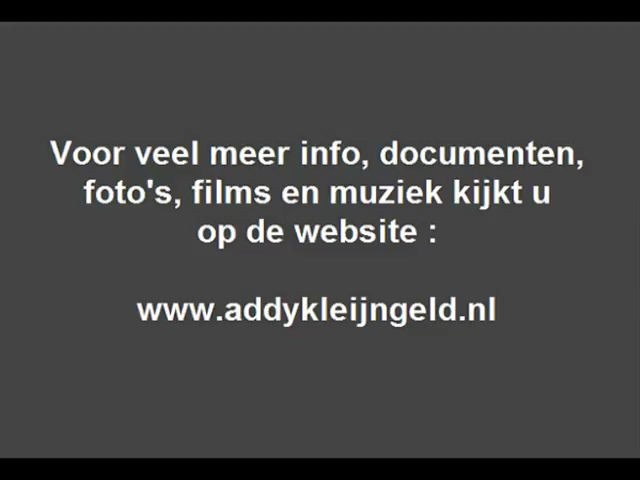 Voor veel meer info, documenten,
foto's, films en muziek kijkt u
op de website :
www.addykleijngeld.nl